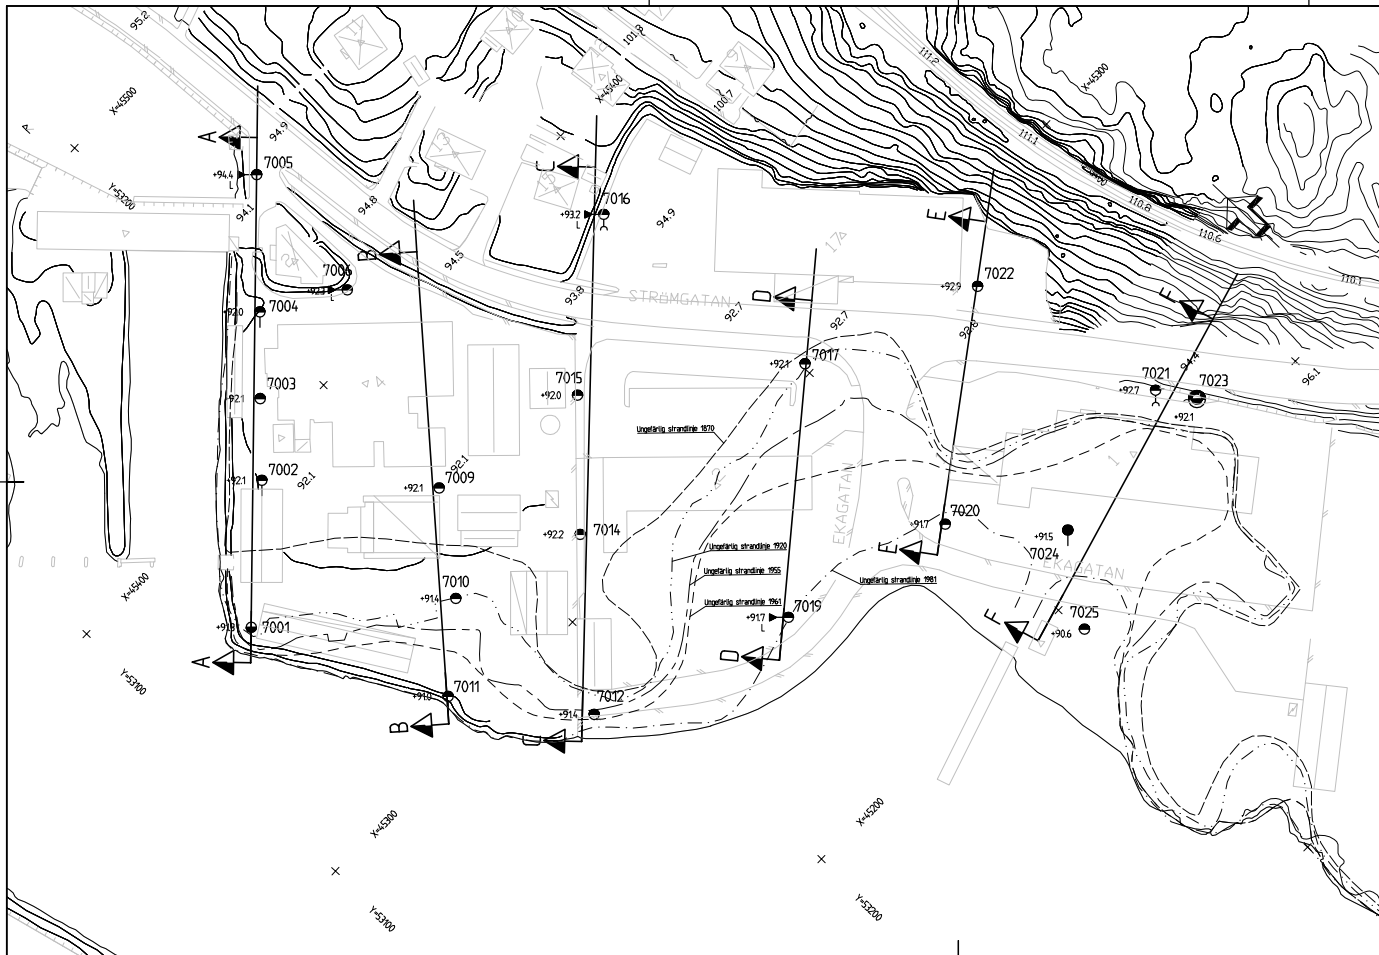 95.2
101.3
111.2
X=45500
X=45400
X=45300
100.7
111.1
A
94.9
7005
+94.4
L
Y=53200
94.1
94.8
C
7016
+93.2
L
94.9
110.8
110.6
110.1
E
17
B
94.5
7006
L
7004
+92.0
93.8
STRÖMGATAN
92.7
D
92.7
7022
+92.9
92.8
F
7017
+92.1
94.4
96.1
7003
+92.1
7015
+92.0
7021
+92.7
7023
+92.1
Ungefärlig strandlinje 1870
7002
+92.1
92.1
92.1
7009
+92.1
EKAGATAN
1
7014
+92.2
7020
+91.7
E
+91.5
7024
Ungefärlig strandlinje 1920
Ungefärlig strandlinje 1955
Ungefärlig strandlinje 1981
EKAGATAN
X=45400
7010
+91.4
Ungefärlig strandlinje 1961
7019
+91.7
L
F
7025
+90.6
7001
A
Y=53100
D
7011
+91.0
7012
+91.4
B
C
X=45300
X=45200
Y=53100
Y=53200